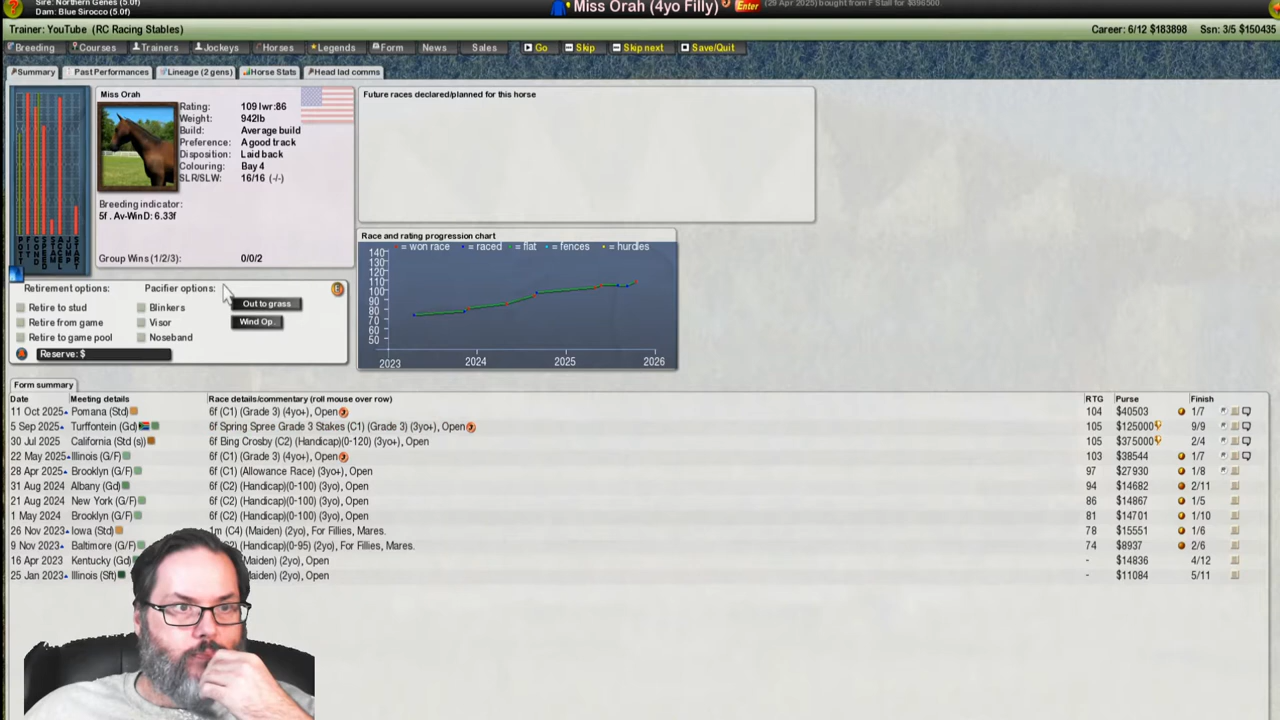 Sire: Northern Genes (5.0f)
Dam: Blue Sirocco (5.0f)
Miss Orah (4yo Filly)
Enter
(29 Apr 2025) bought from F Stall for $396500.
Trainer: YouTube (RC Racing Stables)
Career: 6/12 $183898 Ssn: 3/5 $150435
Breeding Courses Trainers Jockeys Horses Legends Form News Sales Go Skip Skip next Save/Quit
Summary Past Performances Lineage (2 gens) Horse Stats Head lad comms
Miss Orah
Rating: 109 lwr:86
Weight: 942lb
Build: Average build
Preference: A good track
Disposition: Laid back
Colouring: Bay 4
SLR/SLW: 16/16 (-/-)
Breeding indicator:
5f . Av-WinD: 6.33f
Group Wins (1/2/3): 0/0/2
Future races declared/planned for this horse
Race and rating progression chart
= won race = raced = flat = fences = hurdles
140
130
120
110
100
90
80
70
60
50
2023 2024 2025 2026
Retirement options: Pacifier options:
Out to grass
Retire to stud Blinkers
Wind Op.
Retire from game Visor
Retire to game pool Noseband
Reserve: $
Form summary
Date Meeting details Race details/commentary (roll mouse over row) RTG Purse Finish
11 Oct 2025 Pomana (Std) 6f (C1) (Grade 3) (4yo+), Open 104 $40503 1/7
5 Sep 2025 Turffontein (Gd) 6f Spring Spree Grade 3 Stakes (C1) (Grade 3) (3yo+), Open 105 $125000 9/9
30 Jul 2025 California (Std (s)) 6f Bing Crosby (C2) (Handicap)(0-120) (3yo+), Open 105 $375000 2/4
22 May 2025 Illinois (G/F) 6f (C1) (Grade 3) (4yo+), Open 103 $38544 1/7
28 Apr 2025 Brooklyn (G/F) 6f (C1) (Allowance Race) (3yo+), Open 97 $27930 1/8
31 Aug 2024 Albany (Gd) 6f (C2) (Handicap)(0-100) (3yo), Open 94 $14682 2/11
21 Aug 2024 New York (G/F) 6f (C2) (Handicap)(0-100) (3yo), Open 86 $14867 1/5
1 May 2024 Brooklyn (G/F) 6f (C2) (Handicap)(0-100) (3yo), Open 81 $14701 1/10
26 Nov 2023 Iowa (Std) 1m (C4) (Maiden) (2yo), For Fillies, Mares. 78 $15551 1/6
9 Nov 2023 Baltimore (G/F) (Handicap)(0-95) (2yo), For Fillies, Mares. 74 $8937 2/6
16 Apr 2023 Kentucky (Gd) (2yo), Open - $14836 4/12
25 Jan 2023 Illinois (Sft) (2yo), Open - $11084 5/11